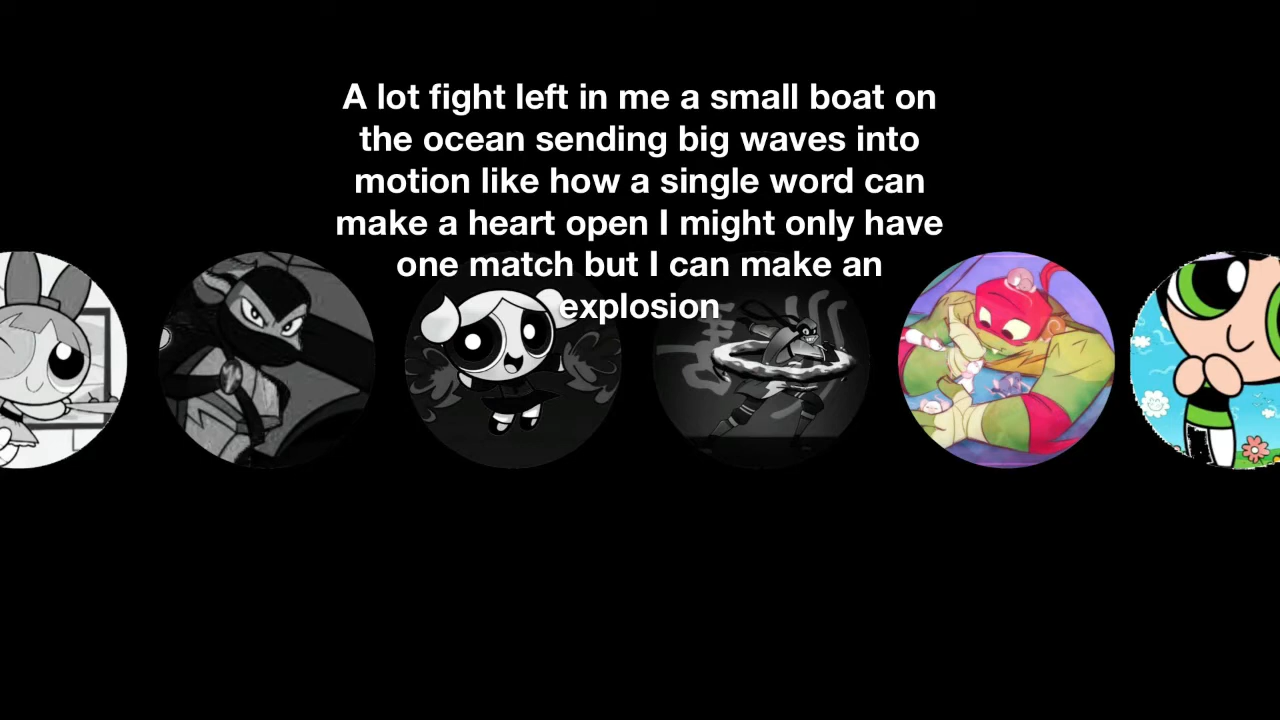 A lot fight left in me a small boat on
the ocean sending big waves into
motion like how a single word can
make a heart open I might only have
one match but I can make an
explosion